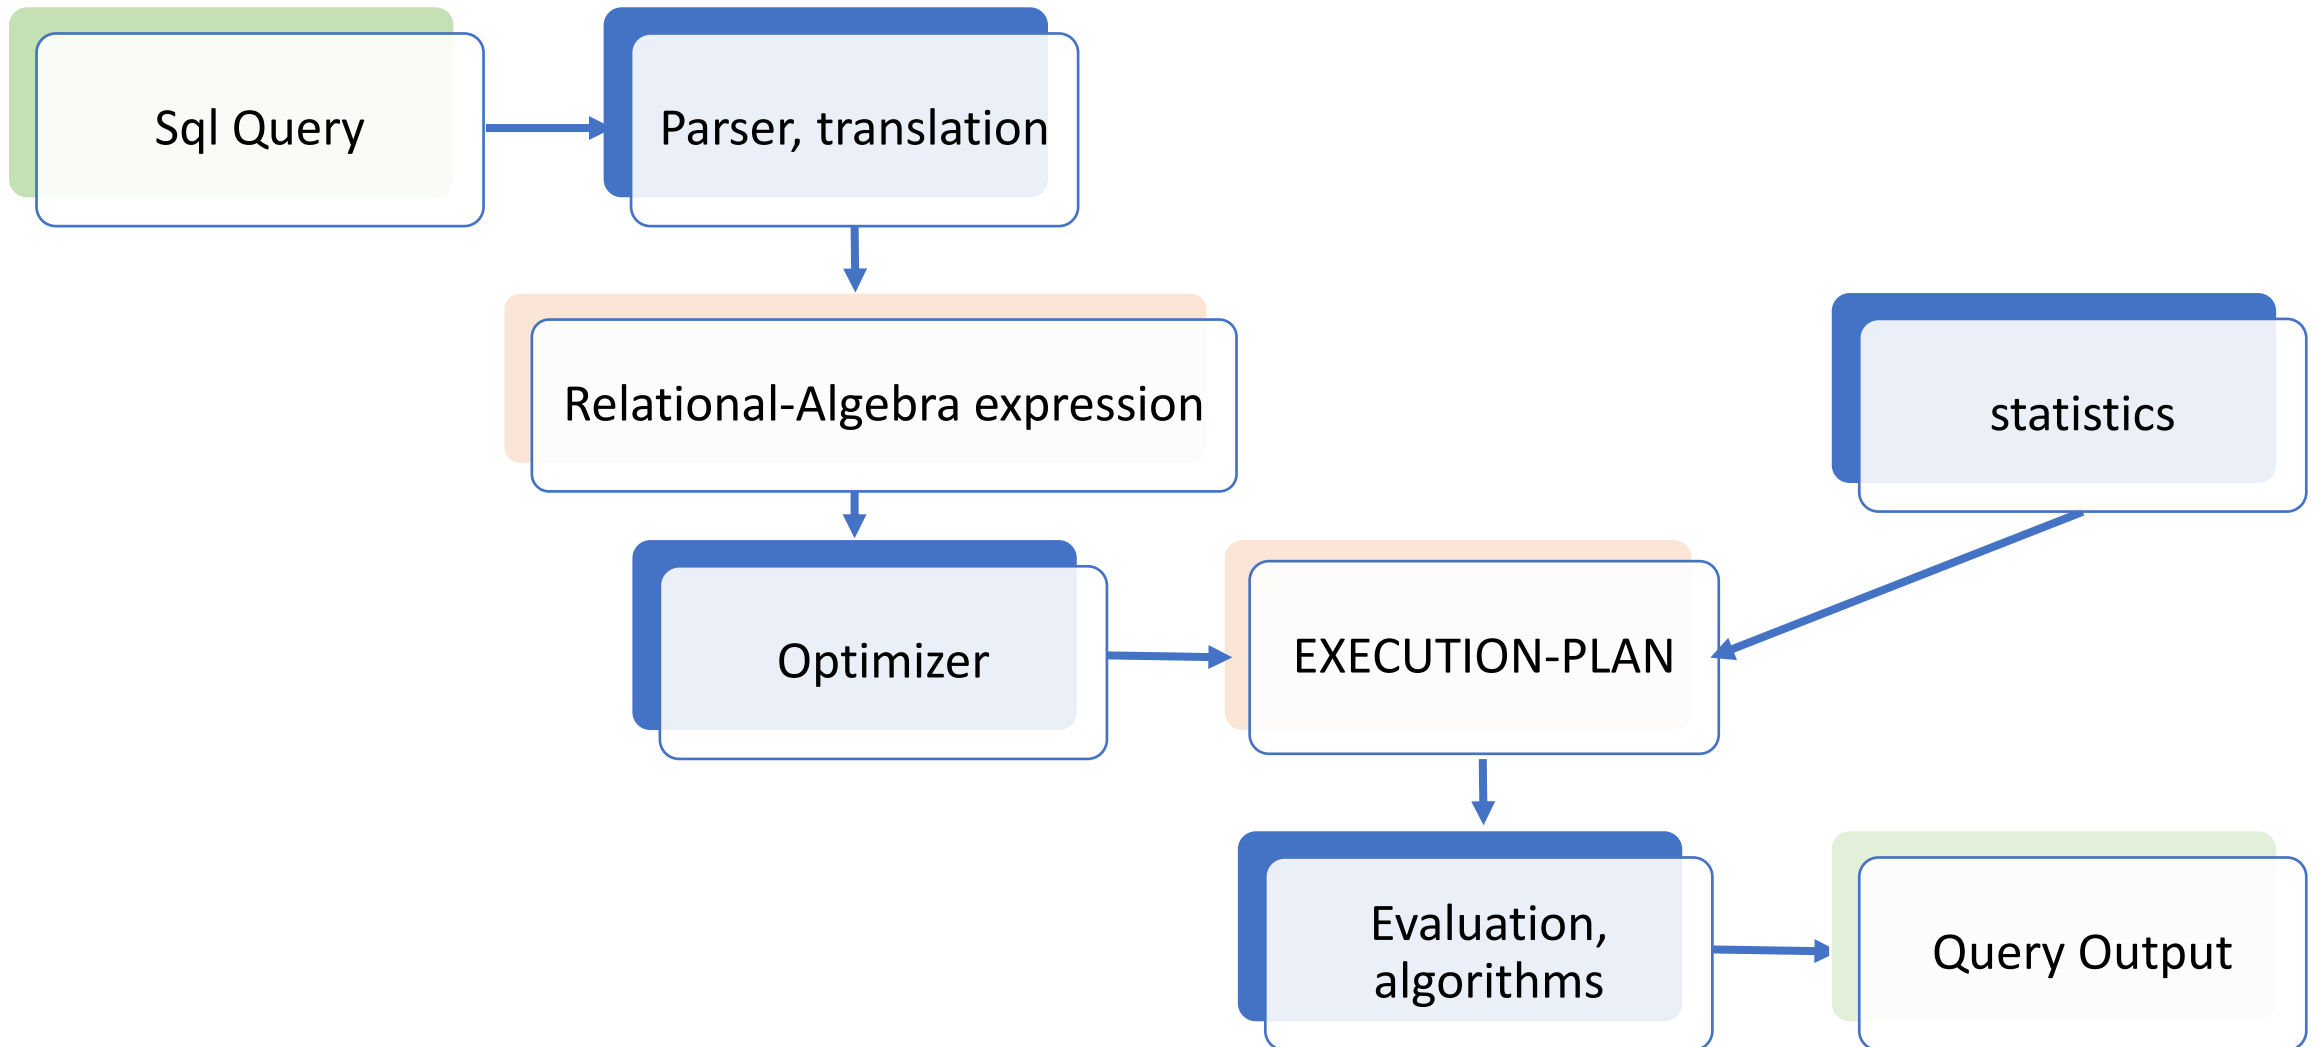 Sql Query
Parser, translation
Relational-Algebra expression
statistics
Optimizer
EXECUTION-PLAN
Evaluation,
algorithms
Query Output